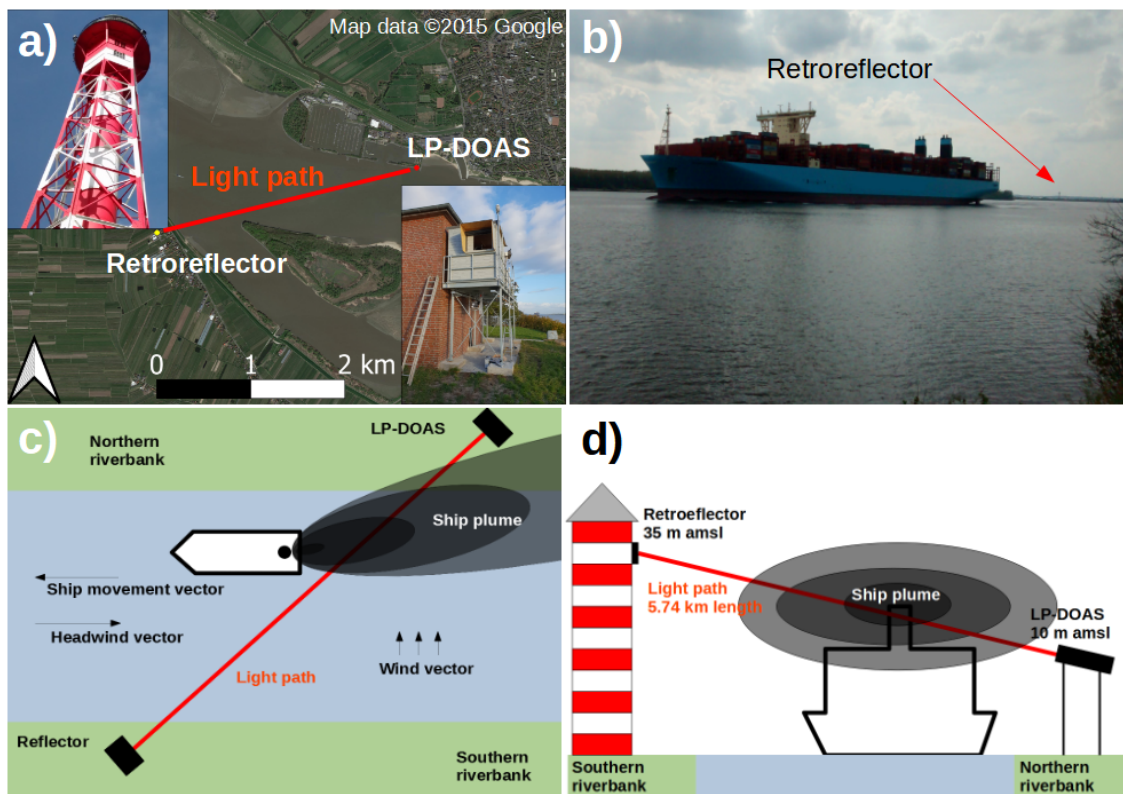 a)
Map data ©2015 Google
LP-DOAS
Light path
Retroreflector
0 1 2 km
b)
Retroreflector
c)
Northern
riverbank
LP-DOAS
Ship plume
Ship movement vector
Headwind vector
Wind vector
Light path
Reflector
Southern
riverbank
d)
Retroeflector
35 m amsl
Light path
5.74 km length
Ship plume
LP-DOAS
10 m amsl
Southern
riverbank
Northern
riverbank